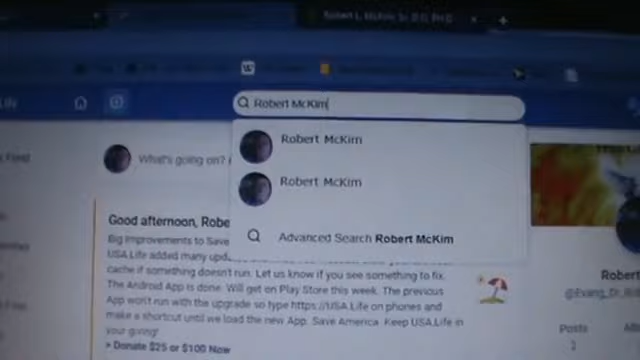 Robert L. McKim Sr. D.D. PH.D
W
Robert McKim
Robert McKim
What's going on?
Robert McKim
Good afternoon, Robe
Advanced Search Robert McKim
Big Improvements to Save
USA.Life added many upd
cache if something doesn't run. Let us know if you see something to fix.
The Android App is done. Will get on Play Store this week. The previous
App won't run with the upgrade so type https://USA.Life on phones and
make a shortcut until we load the new App. Save America. Keep USA.Life in
your giving!
Robert
Posts
1
• Donate $25 or $100 Now